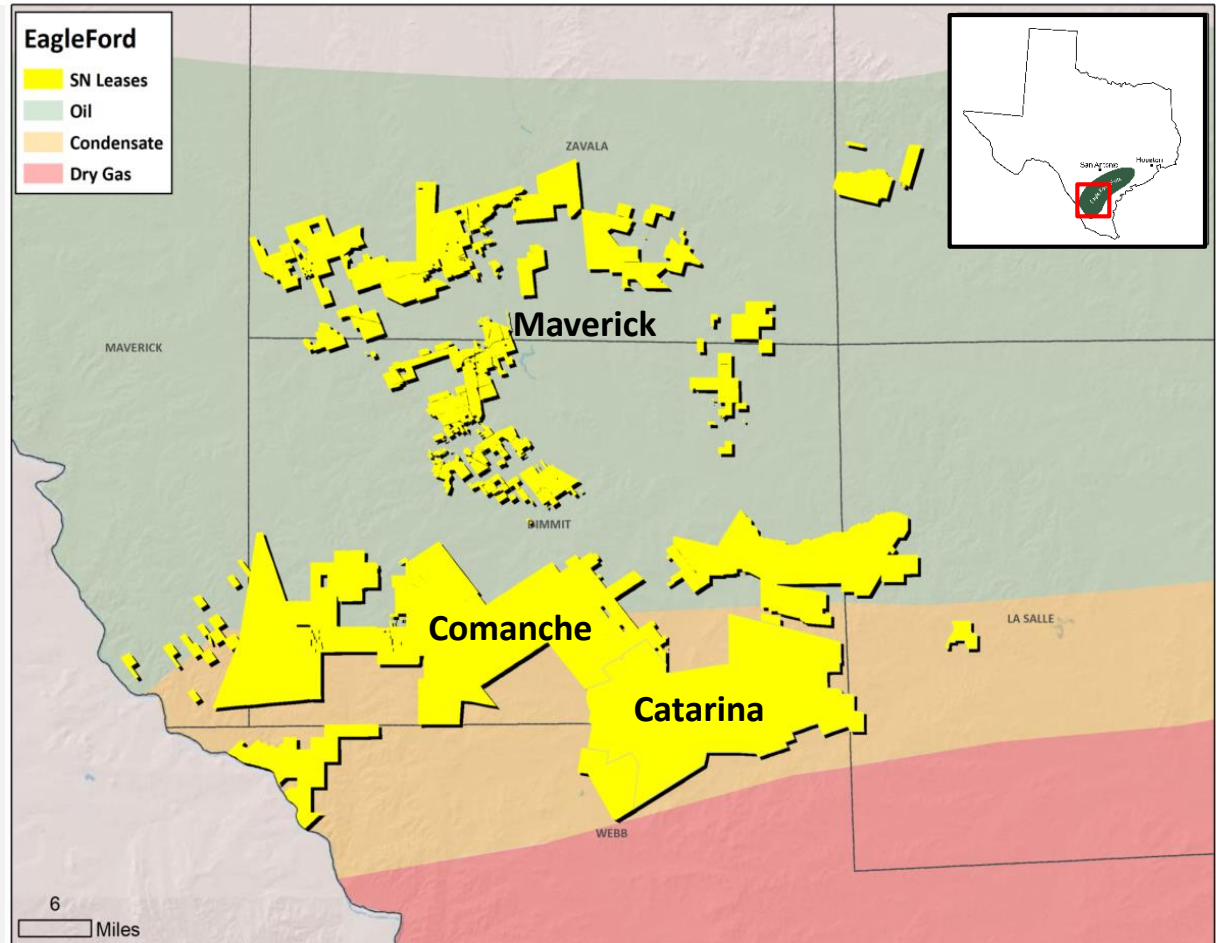 EagleFord
SN Leases
Oil
Condensate
Dry Gas
San Antonio
Houston
ZAVALA
Maverick
MAVERICK
DIMMIT
Comanche
LA SALLE
Catarina
WEBB
6
Miles